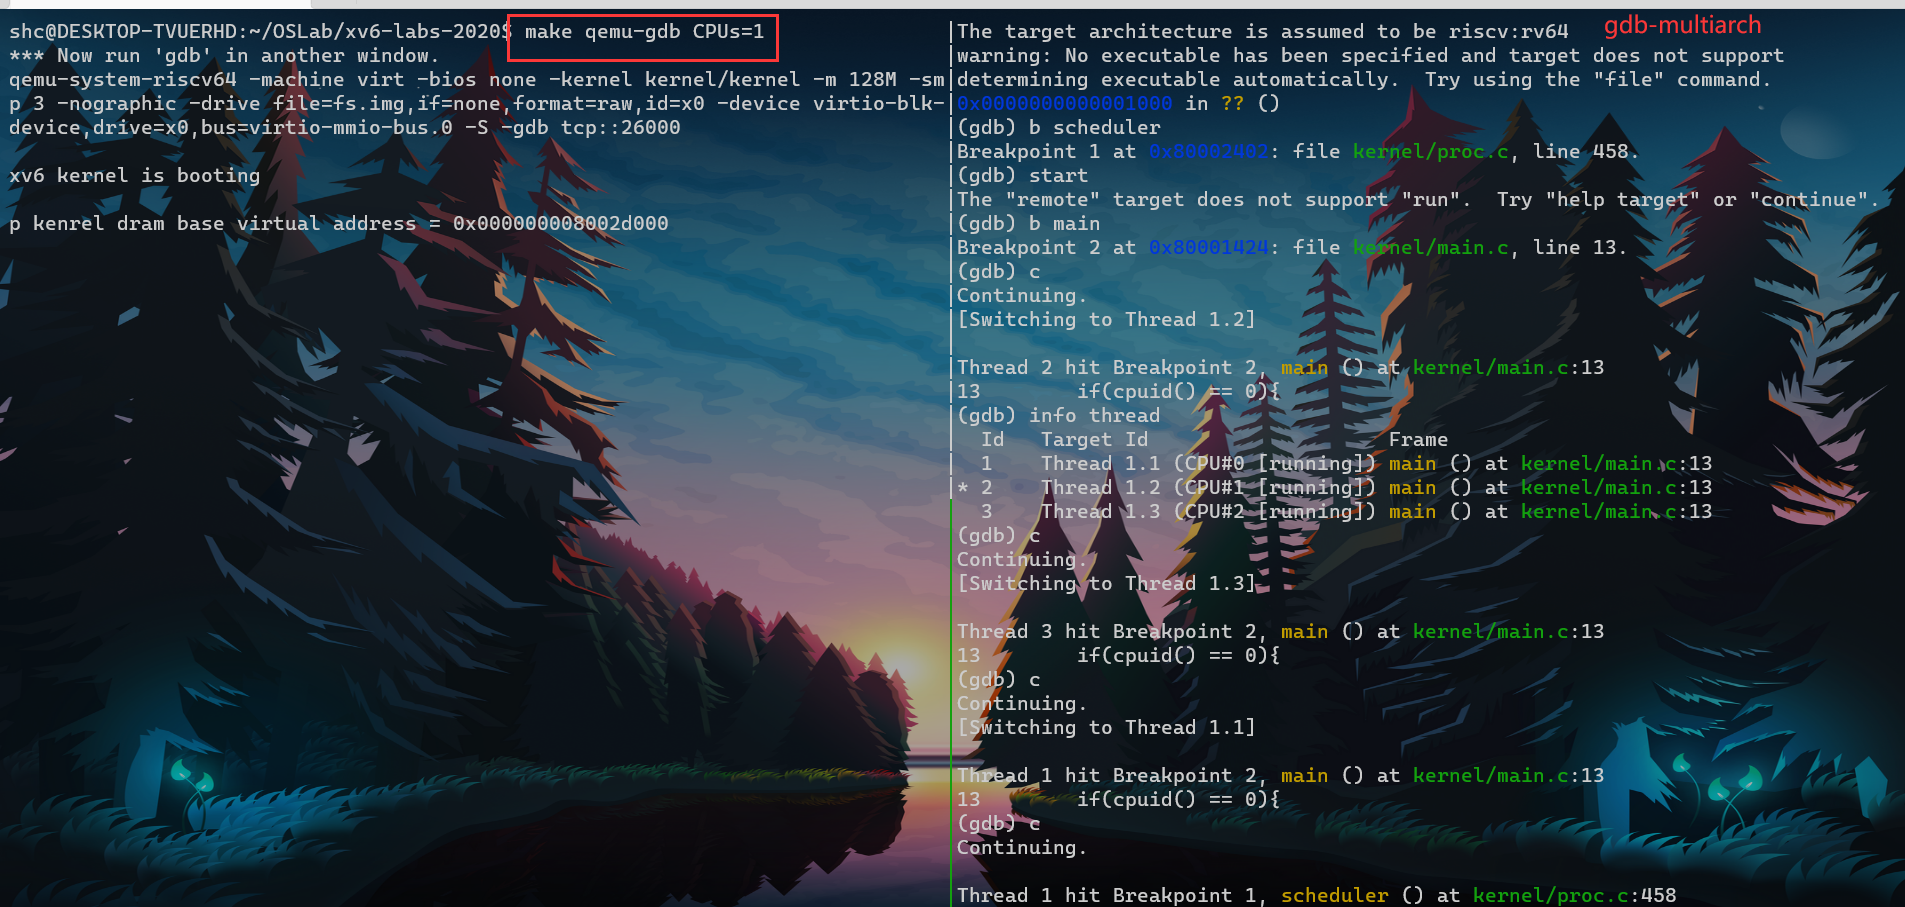 shc@DESKTOP-TVUERHD:~/OSLab/xv6-labs-2020$ make qemu-gdb CPUs=1
*** Now run 'gdb' in another window.
qemu-system-riscv64 -machine virt -bios none -kernel kernel/kernel -m 128M -sm
p 3 -nographic -drive file=fs.img,if=none,format=raw,id=x0 -device virtio-blk-
device,drive=x0,bus=virtio-mmio-bus.0 -S -gdb tcp::26000
xv6 kernel is booting
p kenrel dram base virtual address = 0x000000008002d000
gdb-multiarch
The target architecture is assumed to be riscv:rv64
warning: No executable has been specified and target does not support
determining executable automatically.  Try using the "file" command.
0x0000000000001000 in ?? ()
(gdb) b scheduler
Breakpoint 1 at 0x80002402: file kernel/proc.c, line 458.
(gdb) start
The "remote" target does not support "run".  Try "help target" or "continue".
(gdb) b main
Breakpoint 2 at 0x80001424: file kernel/main.c, line 13.
(gdb) c
Continuing.
[Switching to Thread 1.2]
Thread 2 hit Breakpoint 2, main () at kernel/main.c:13
13        if(cpuid() == 0){
(gdb) info thread
  Id   Target Id                    Frame
  1    Thread 1.1 (CPU#0 [running]) main () at kernel/main.c:13
* 2    Thread 1.2 (CPU#1 [running]) main () at kernel/main.c:13
  3    Thread 1.3 (CPU#2 [running]) main () at kernel/main.c:13
(gdb) c
Continuing.
[Switching to Thread 1.3]
Thread 3 hit Breakpoint 2, main () at kernel/main.c:13
13        if(cpuid() == 0){
(gdb) c
Continuing.
[Switching to Thread 1.1]
Thread 1 hit Breakpoint 2, main () at kernel/main.c:13
13        if(cpuid() == 0){
(gdb) c
Continuing.
Thread 1 hit Breakpoint 1, scheduler () at kernel/proc.c:458